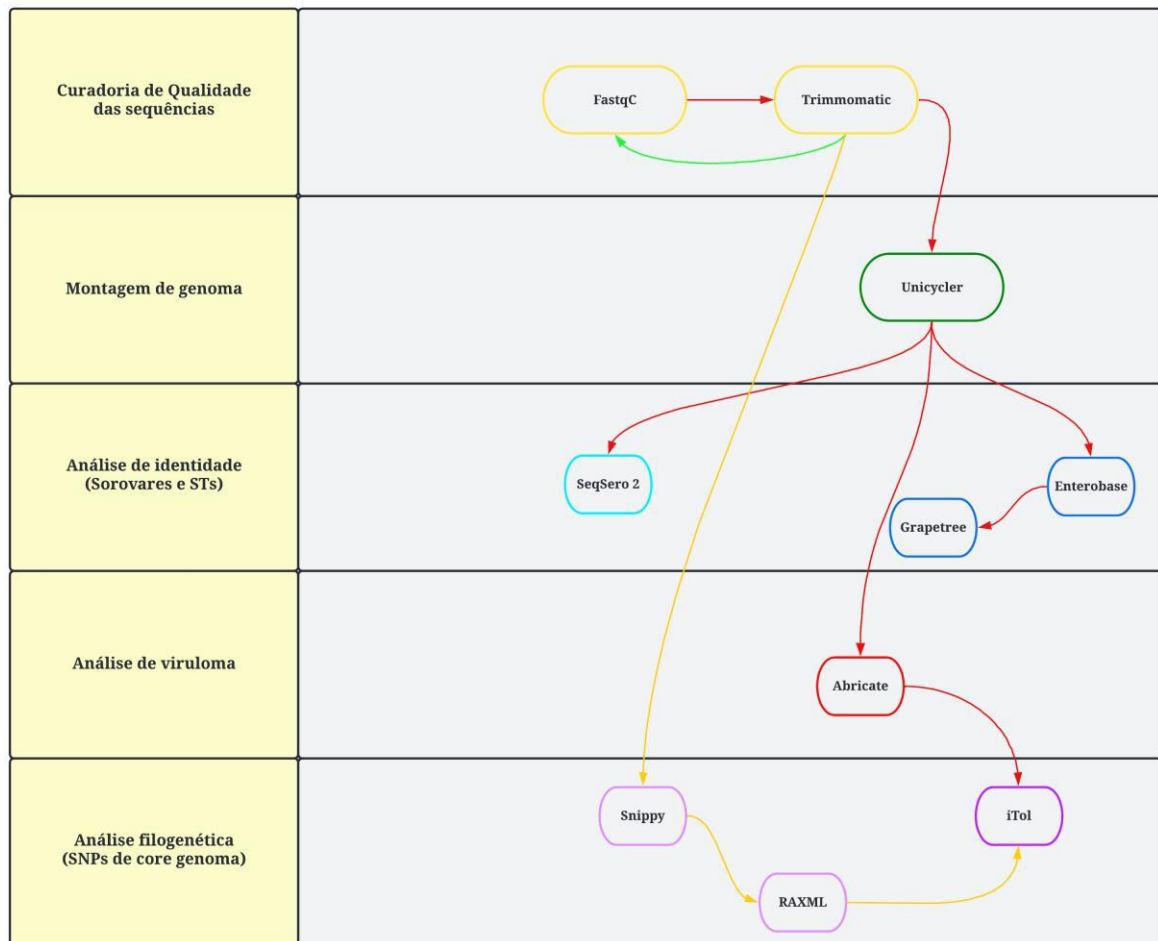 Curadoria de Qualidade
das sequências
FastqC
Trimmomatic
Montagem de genoma
Unicycler
Análise de identidade
(Sorovares e STs)
SeqSero 2
Enterobase
Grapetree
Análise de viruloma
Abricate
Análise filogenética
(SNPs de core genoma)
Snippy
iTol
RAXML